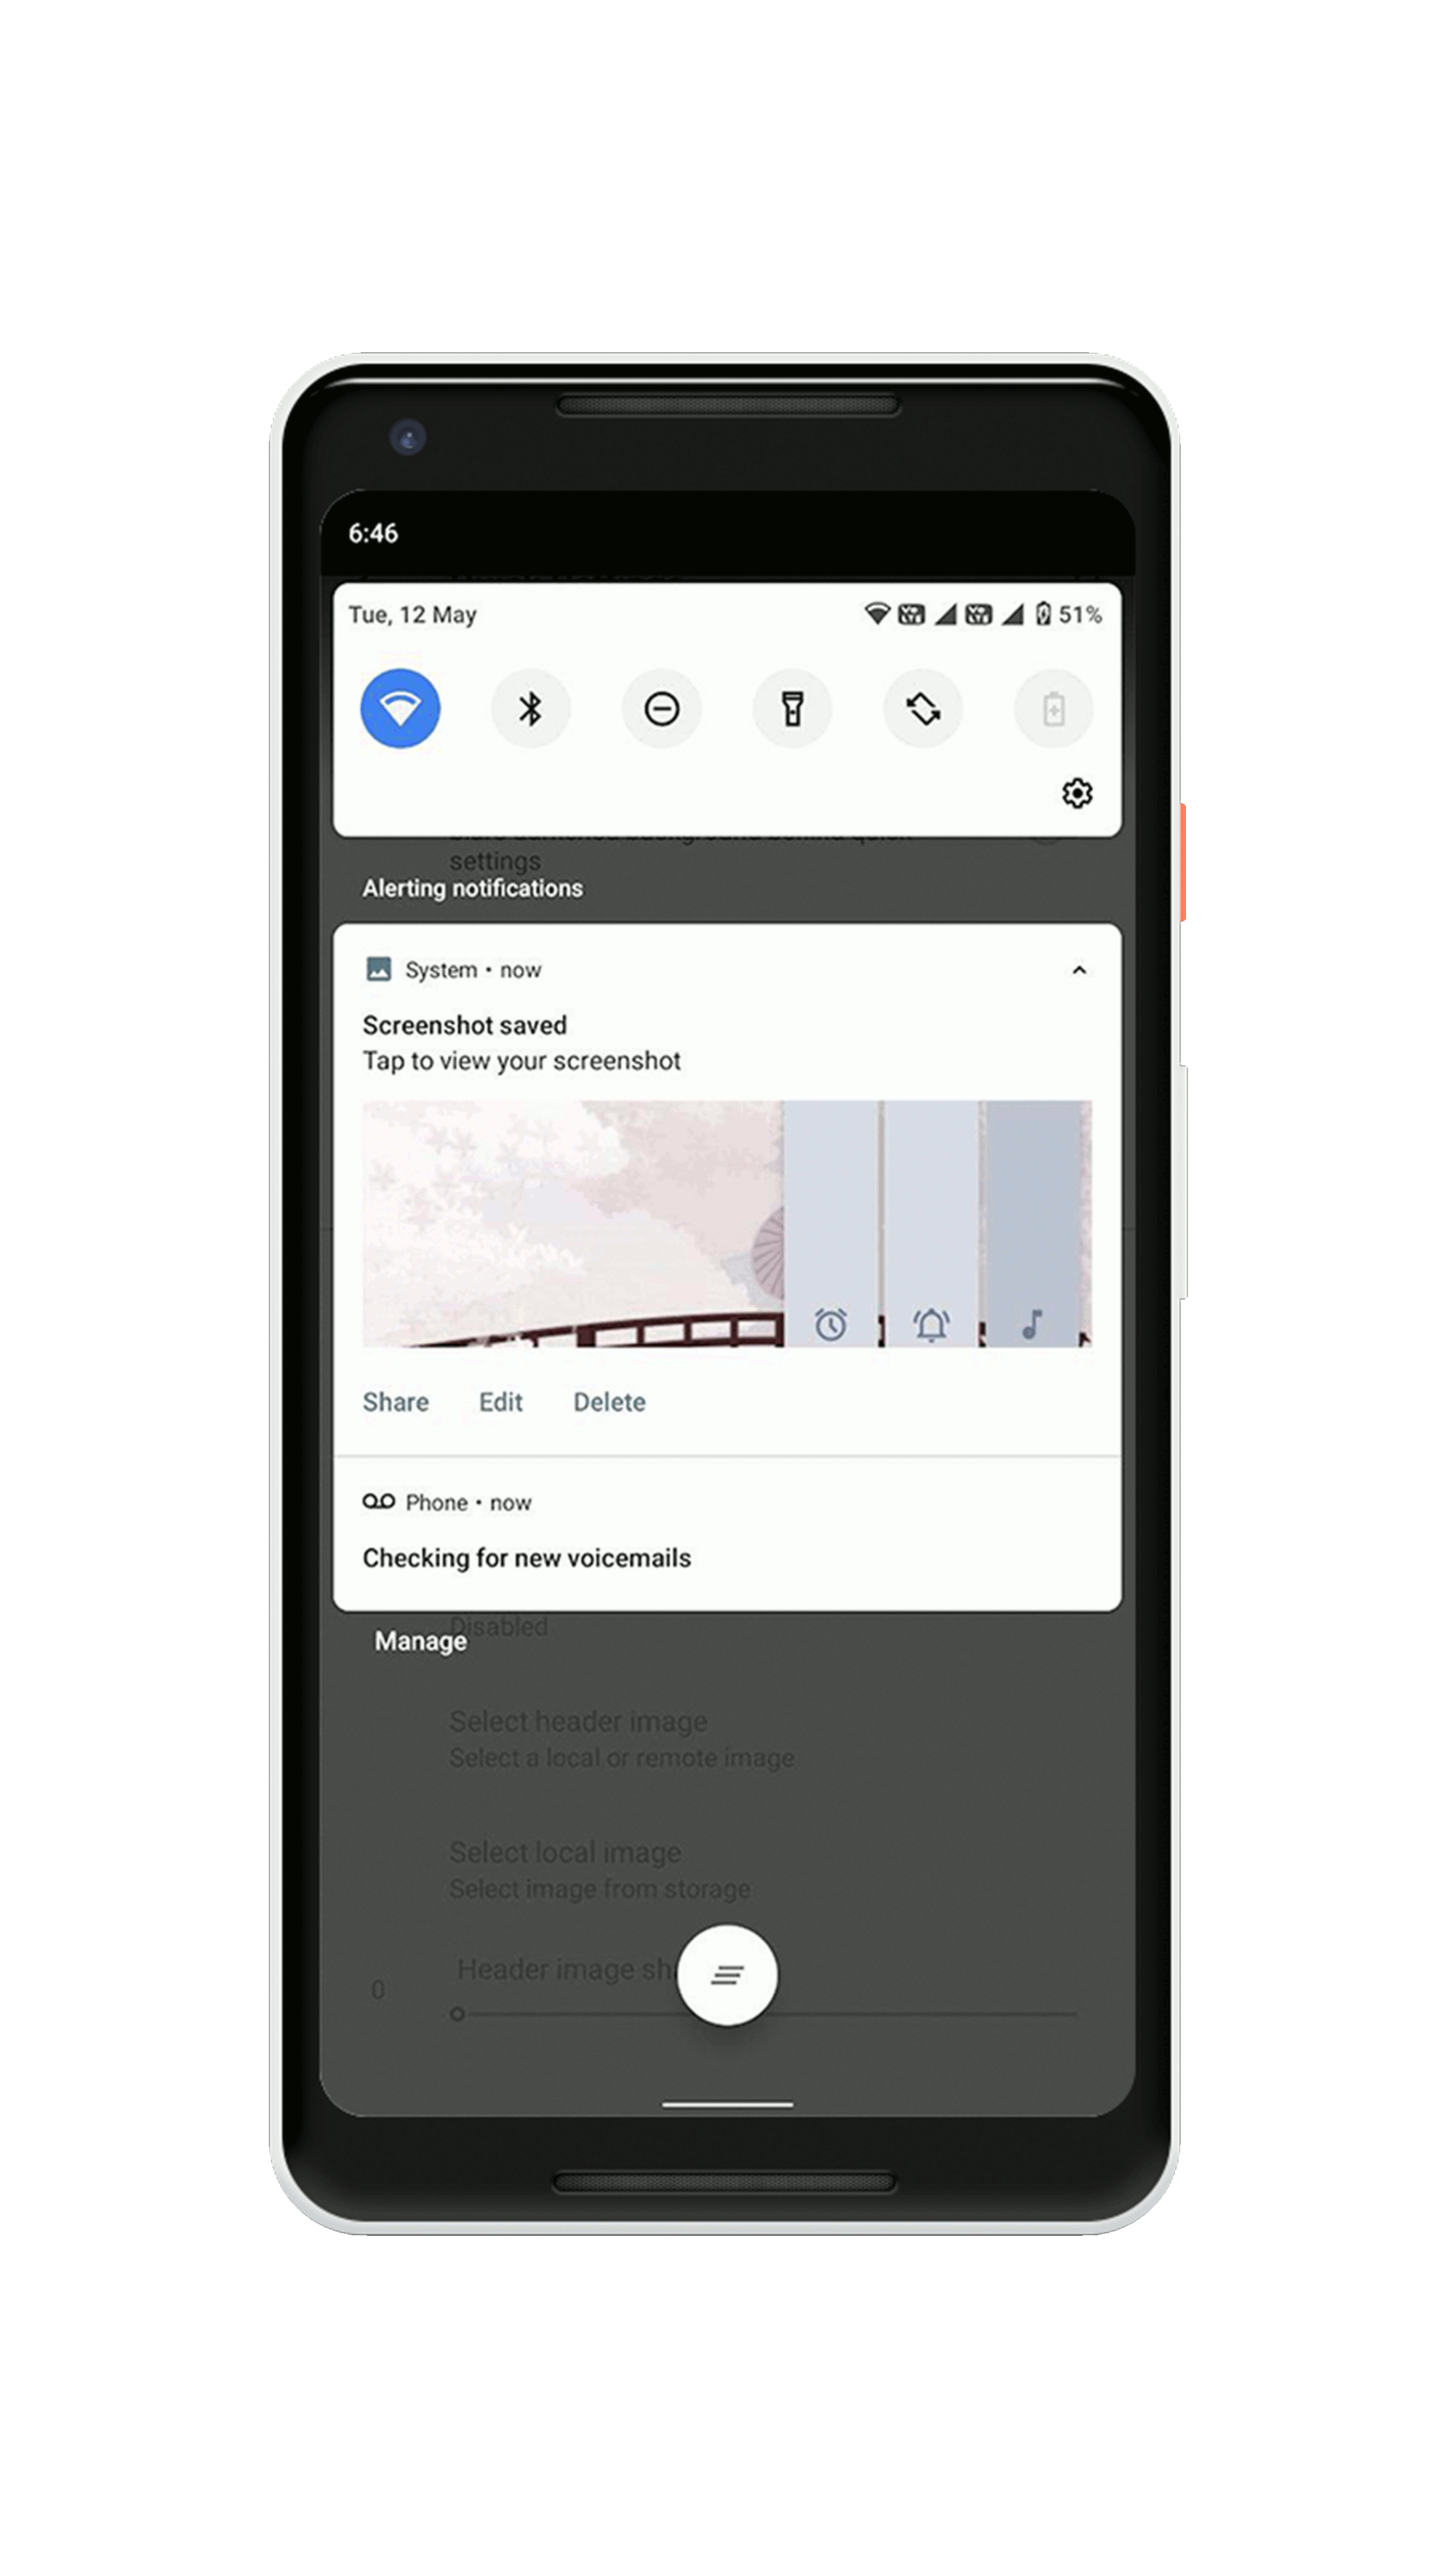 6:46
Tue, 12 May
51%
settings
Alerting notifications
System • now
Screenshot saved
Tap to view your screenshot
Share Edit Delete
Phone • now
Checking for new voicemails
Disabled
Manage
Select header image
Select a local or remote image
Select local image
Select image from storage
Header image sh
0